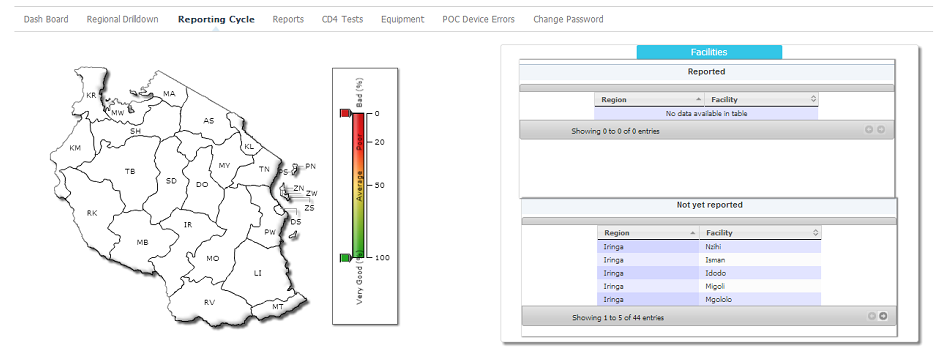 Dash Board Regional Drilldown Reporting Cycle Reports CD4 Tests Equipment POC Device Errors Change Password
KR
MA
MW
AS
SH
KM
KL
TB
MY
TN
PS
PN
SD
DO
ZN
ZW
RK
ZS
IR
DS
PW
MB
MO
LI
RV
MT
Bad (%)
Poor
Average
Very Good (%)
0
20
50
100
Facilities
Reported
Region Facility
No data available in table
Showing 0 to 0 of 0 entries
Not yet reported
Region Facility
Iringa Nzihi
Iringa Isman
Iringa Idodo
Iringa Migoli
Iringa Mgololo
Showing 1 to 5 of 44 entries